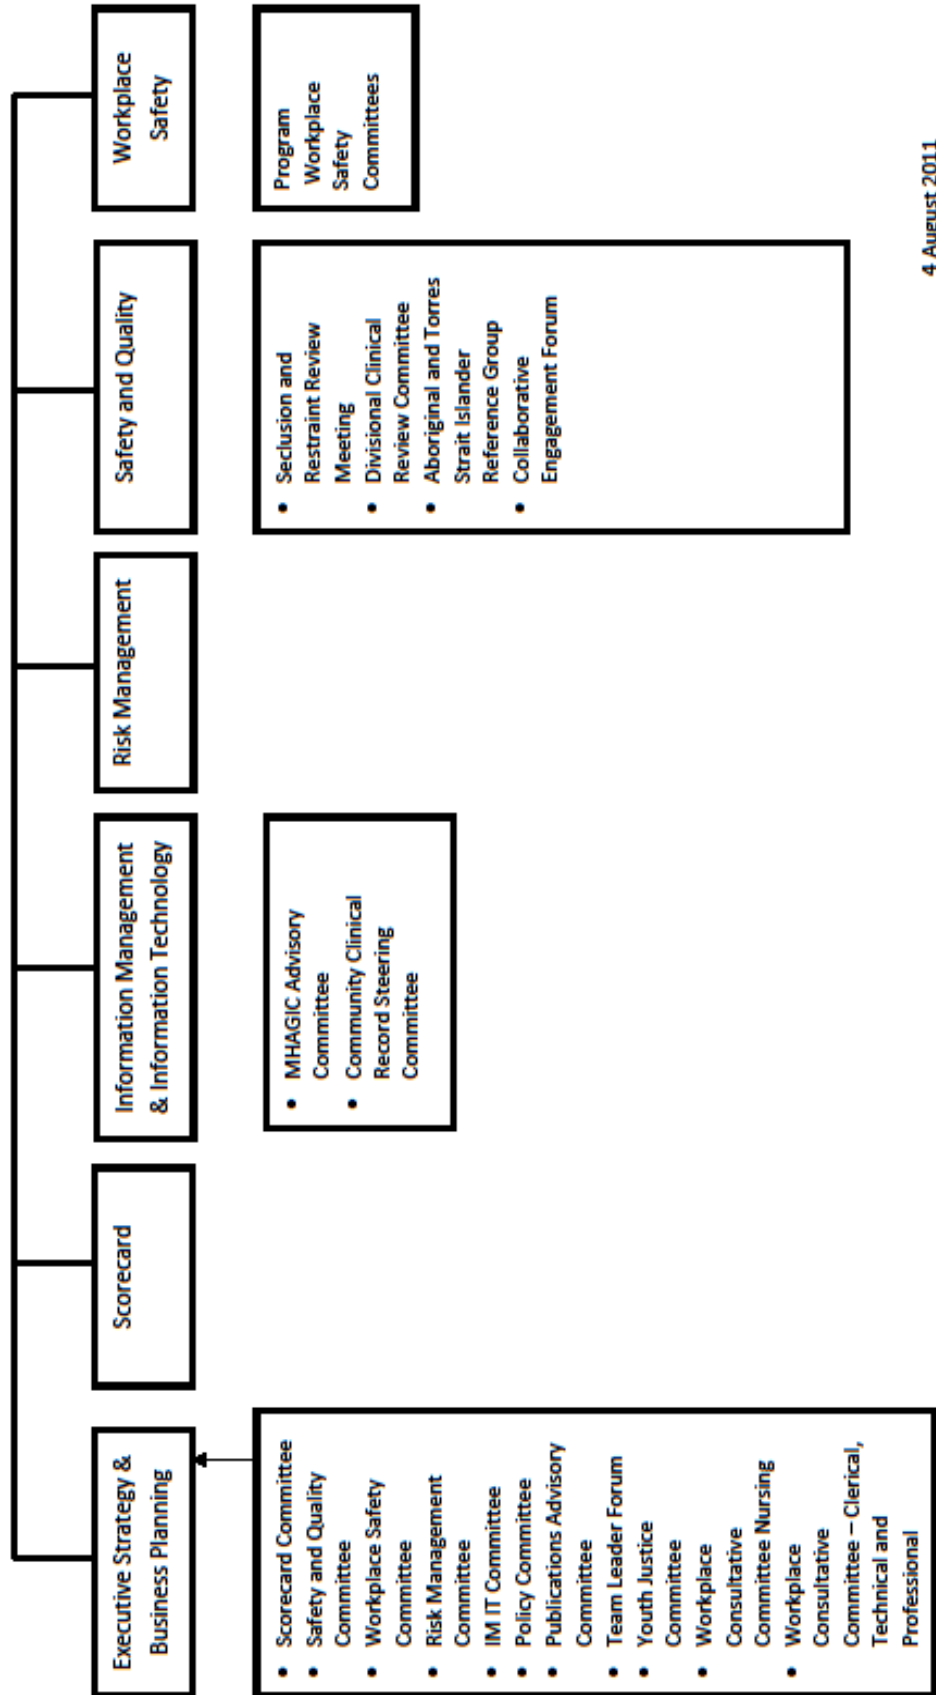 Executive Strategy &
Business Planning
Scorecard
Information Management
& Information Technology
Risk Management
Safety and Quality
Workplace
Safety
• Scorecard Committee
• Safety and Quality
Committee
• Workplace Safety
Committee
• Risk Management
Committee
• IM IT Committee
• Policy Committee
• Publications Advisory
Committee
• Team Leader Forum
• Youth Justice
Committee
• Workplace
Consultative
Committee Nursing
• Workplace
Consultative
Committee – Clerical,
Technical and
Professional
• MHAGIC Advisory
Committee
• Community Clinical
Record Steering
Committee
• Seclusion and
Restraint Review
Meeting
• Divisional Clinical
Review Committee
• Aboriginal and Torres
Strait Islander
Reference Group
• Collaborative
Engagement Forum
Program
Workplace
Safety
Committees
4 August 2011